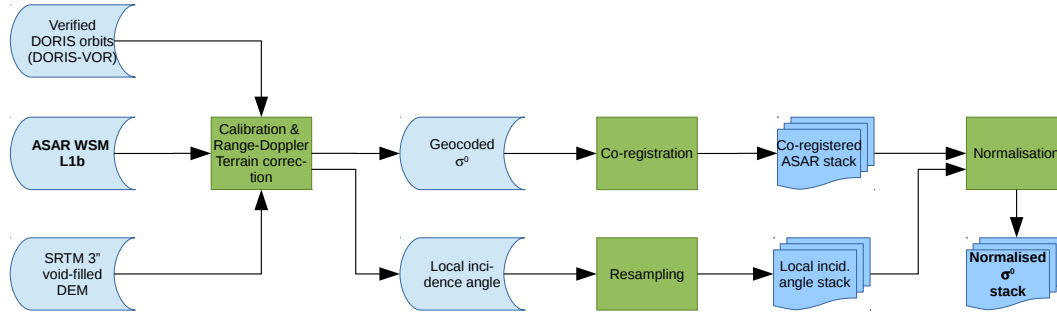 Verified
DORIS orbits
(DORIS-VOR)
ASAR WSM
L1b
SRTM 3”
void-filled
DEM
Calibration &
Range-Doppler
Terrain correc-
tion
Geocoded
σ⁰
Local inci-
dence angle
Co-registration
Resampling
Co-registered
ASAR stack
Local incid.
angle stack
Normalisation
Normalised
σ⁰
stack